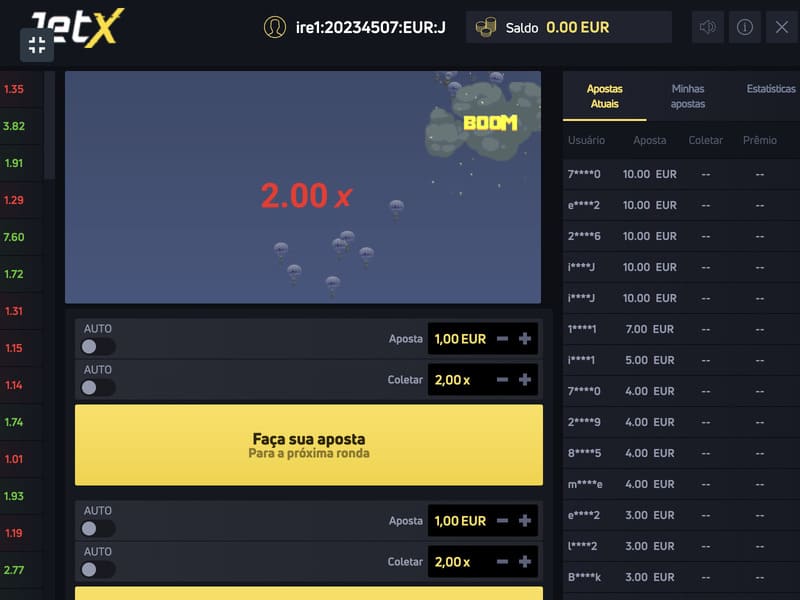 JetX
ire1:20234507:EUR:J
Saldo 0.00 EUR
1.35
3.82
1.91
1.29
7.60
1.72
1.31
1.15
1.14
1.74
1.01
1.93
1.19
2.77
BOOM
2.00 x
AUTO
Aposta 1,00 EUR
AUTO
Coletar 2,00 x
Faça sua aposta
Para a próxima ronda
AUTO
Aposta 1,00 EUR
AUTO
Coletar 2,00 x
Apostas Minhas Estatísticas
Atuais apostas
Usuário Aposta Coletar Prêmio
7****0 10.00 EUR -- --
e****2 10.00 EUR -- --
2****6 10.00 EUR -- --
i****J 10.00 EUR -- --
i****J 10.00 EUR -- --
1****1 7.00 EUR -- --
i****1 5.00 EUR -- --
7****0 4.00 EUR -- --
2****9 4.00 EUR -- --
8****5 4.00 EUR -- --
m****e 4.00 EUR -- --
e****2 3.00 EUR -- --
l****2 3.00 EUR -- --
B****k 3.00 EUR -- --